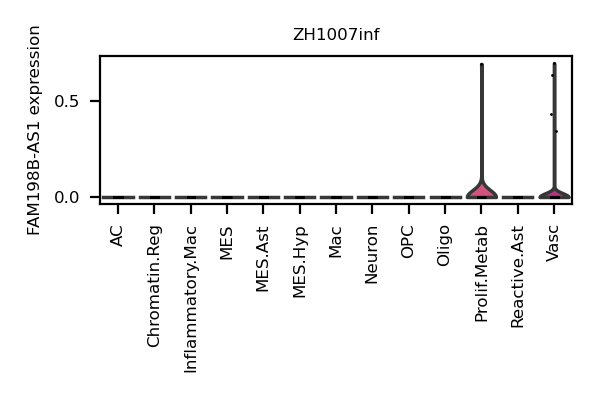 ZH1007inf
FAM198B-AS1 expression
0.5
0.0
AC
Chromatin.Reg
Inflammatory.Mac
MES
MES.Ast
MES.Hyp
Mac
Neuron
OPC
Oligo
Prolif.Metab
Reactive.Ast
Vasc